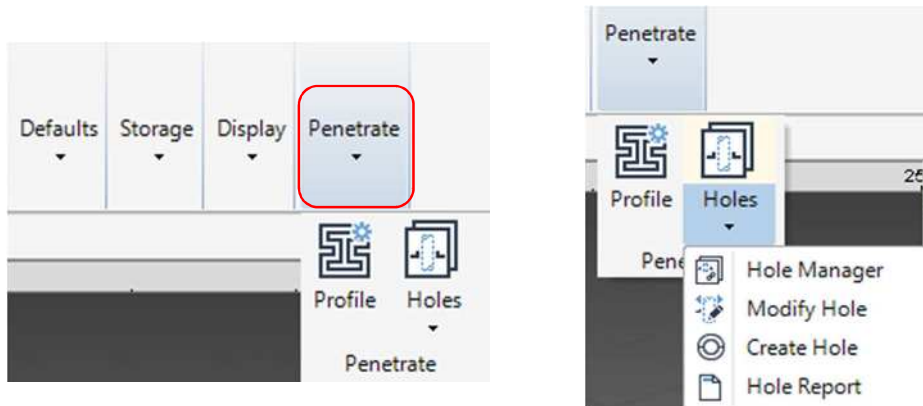 Defaults Storage Display Penetrate
Profile Holes
Penetrate
Penetrate
Profile Holes
Hole Manager
Modify Hole
Create Hole
Hole Report